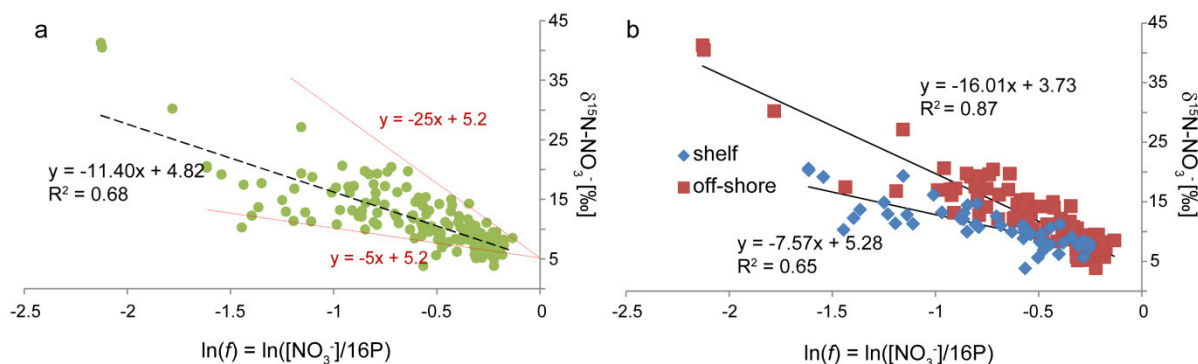 a
45
35
25
15
5
y = -25x + 5.2
y = -11.40x + 4.82
R² = 0.68
y = -5x + 5.2
-2.5 -2 -1.5 -1 -0.5 0
ln(f) = ln([NO₃⁻]/16P)
δ¹⁵N-NO₃⁻ [‰]
b
45
35
25
15
5
y = -16.01x + 3.73
R² = 0.87
shelf
off-shore
y = -7.57x + 5.28
R² = 0.65
-2.5 -2 -1.5 -1 -0.5 0
ln(f) = ln([NO₃⁻]/16P)
δ¹⁵N-NO₃⁻ [‰]